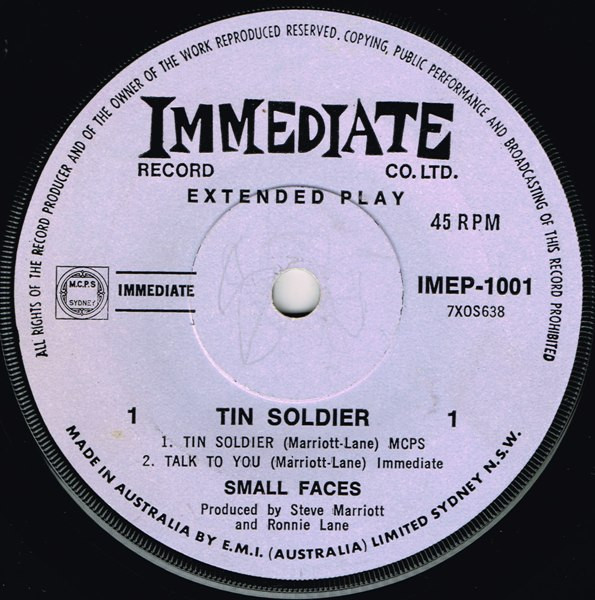 ALL RIGHTS OF THE RECORD PRODUCER AND OF THE OWNER OF THE WORK REPRODUCED RESERVED. COPYING, PUBLIC PERFORMANCE AND BROADCASTING OF THIS RECORD PROHIBITED
IMMEDIATE
RECORD CO. LTD.
EXTENDED PLAY
45 RPM
M.C.P.S
SYDNEY
IMMEDIATE
IMEP-1001
7XOS638
1 TIN SOLDIER 1
1. TIN SOLDIER (Marriott-Lane) MCPS
2. TALK TO YOU (Marriott-Lane) Immediate
SMALL FACES
Produced by Steve Marriott
and Ronnie Lane
MADE IN AUSTRALIA BY E.M.I. (AUSTRALIA) LIMITED SYDNEY N.S.W.